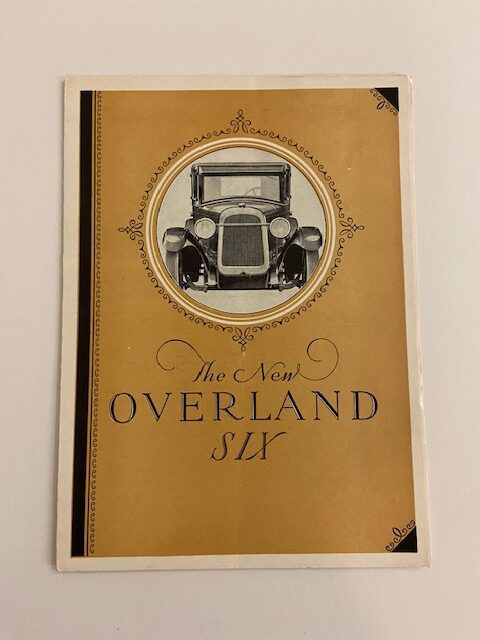 The New
OVERLAND
SIX